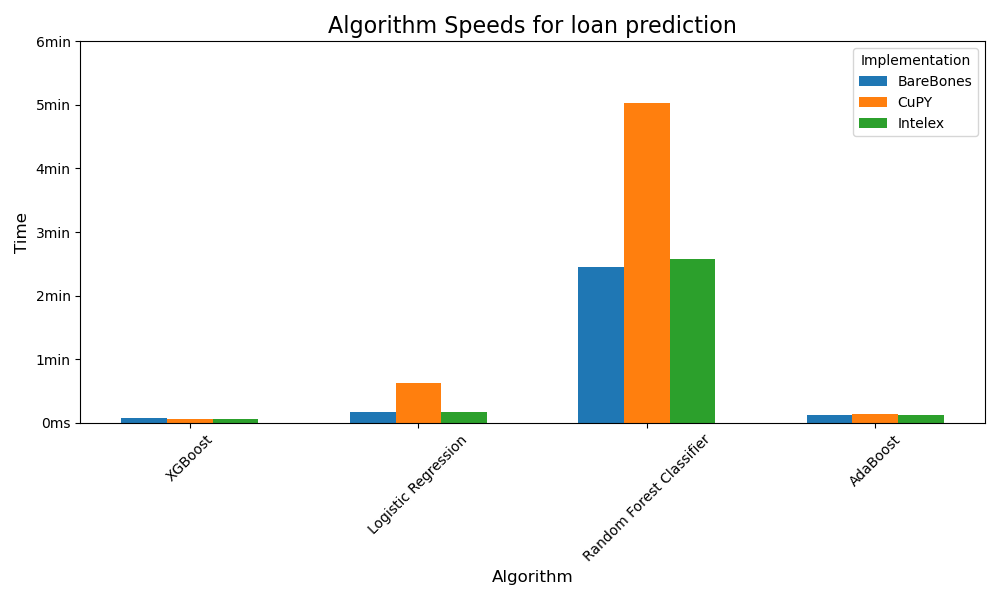 Algorithm Speeds for loan prediction
6min
5min
4min
3min
2min
1min
0ms
Time
Implementation
BareBones
CuPY
Intelex
XGBoost
Logistic Regression
Random Forest Classifier
AdaBoost
Algorithm